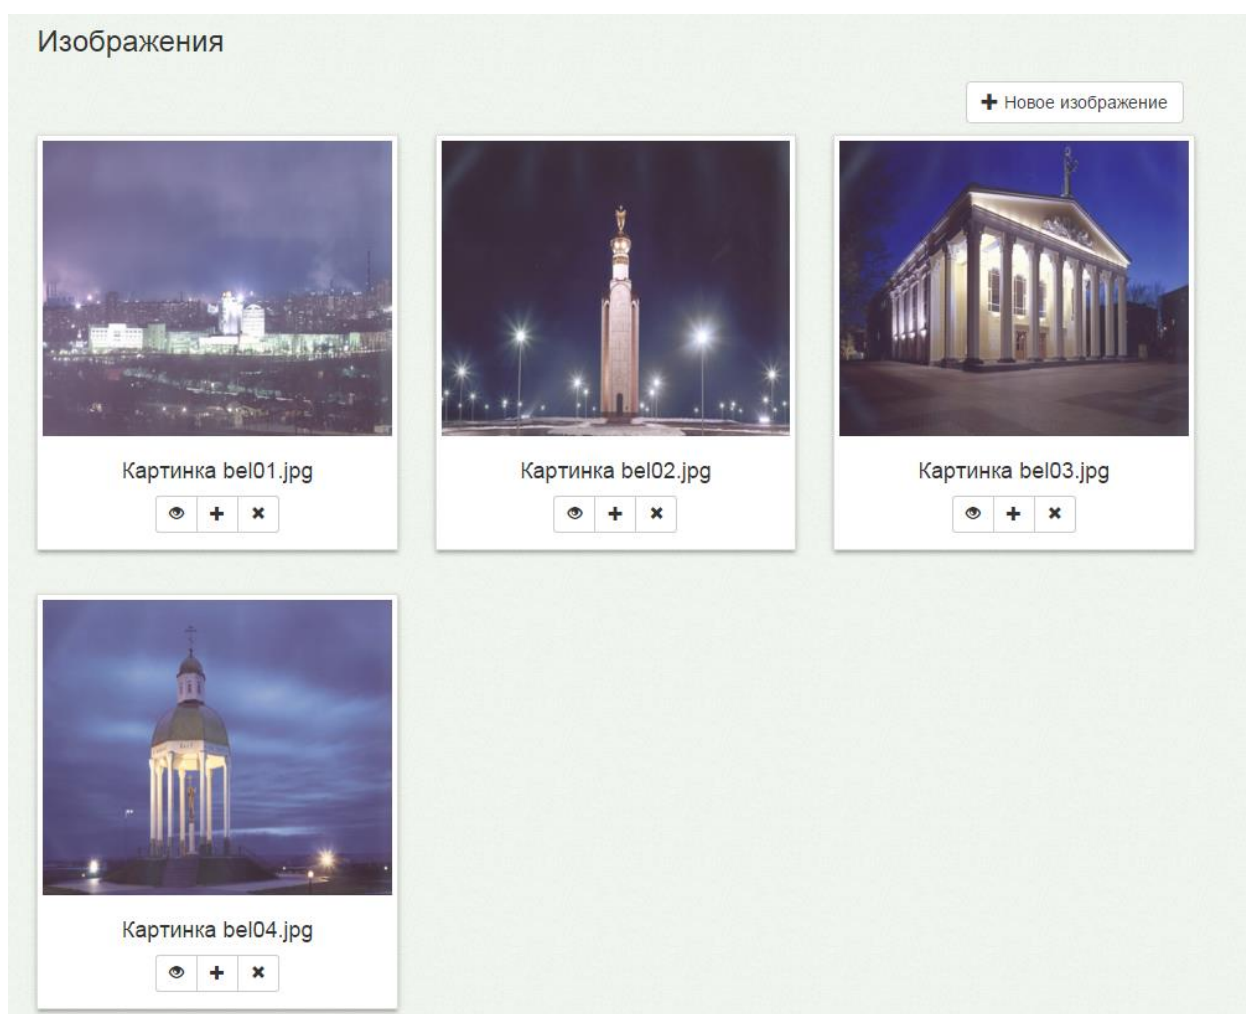 Изображения
Новое изображение
Картинка bel01.jpg
Картинка bel02.jpg
Картинка bel03.jpg
Картинка bel04.jpg